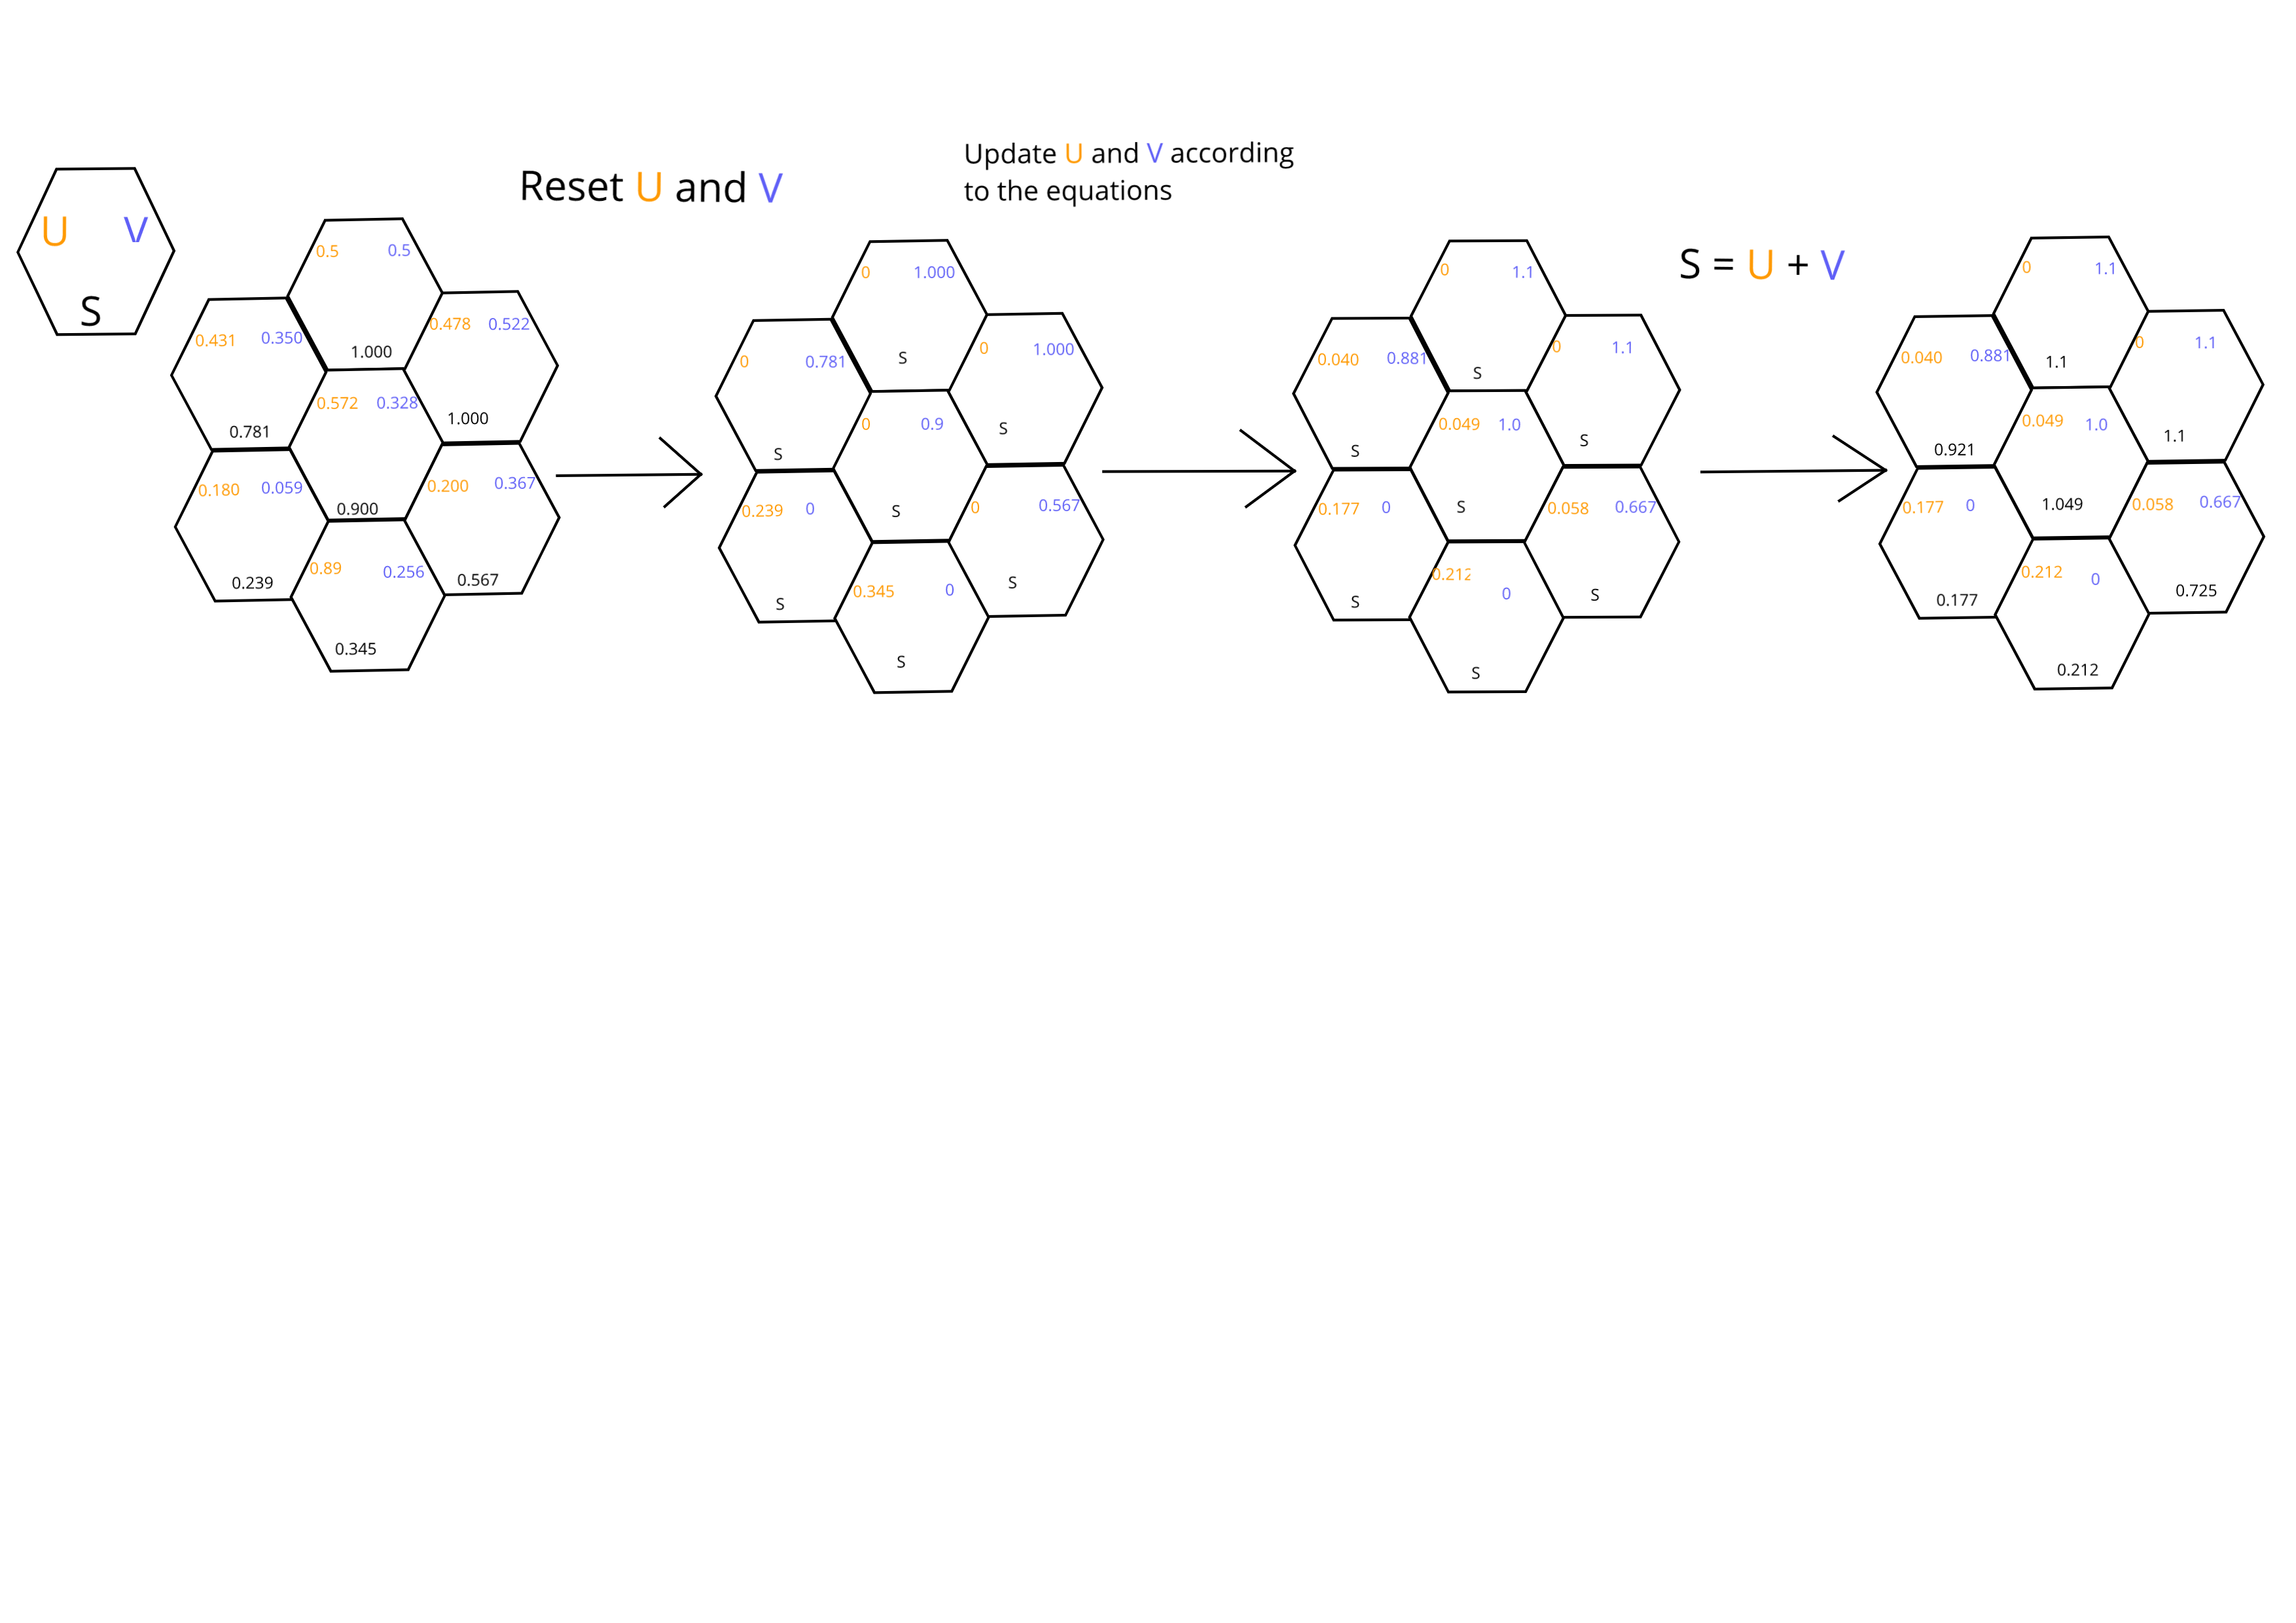 U V
S
Reset U and V
Update U and V according
to the equations
S = U + V
0.5 0.5
1.000
0.431 0.350
0.781
0.478 0.522
1.000
0.572 0.328
0.900
0.180 0.059
0.239
0.200 0.367
0.567
0.89 0.256
0.345
0 1.000
S
0 0.781
S
0 1.000
S
0 0.9
S
0.239 0
S
0 0.567
S
0.345 0
S
0 1.1
S
0.040 0.881
S
0 1.1
S
0.049 1.0
S
0.177 0
S
0.058 0.667
S
0.212
0
S
0 1.1
1.1
0.040 0.881
0.921
0 1.1
1.1
0.049 1.0
1.049
0.177 0
0.177
0.058 0.667
0.725
0.212 0
0.212